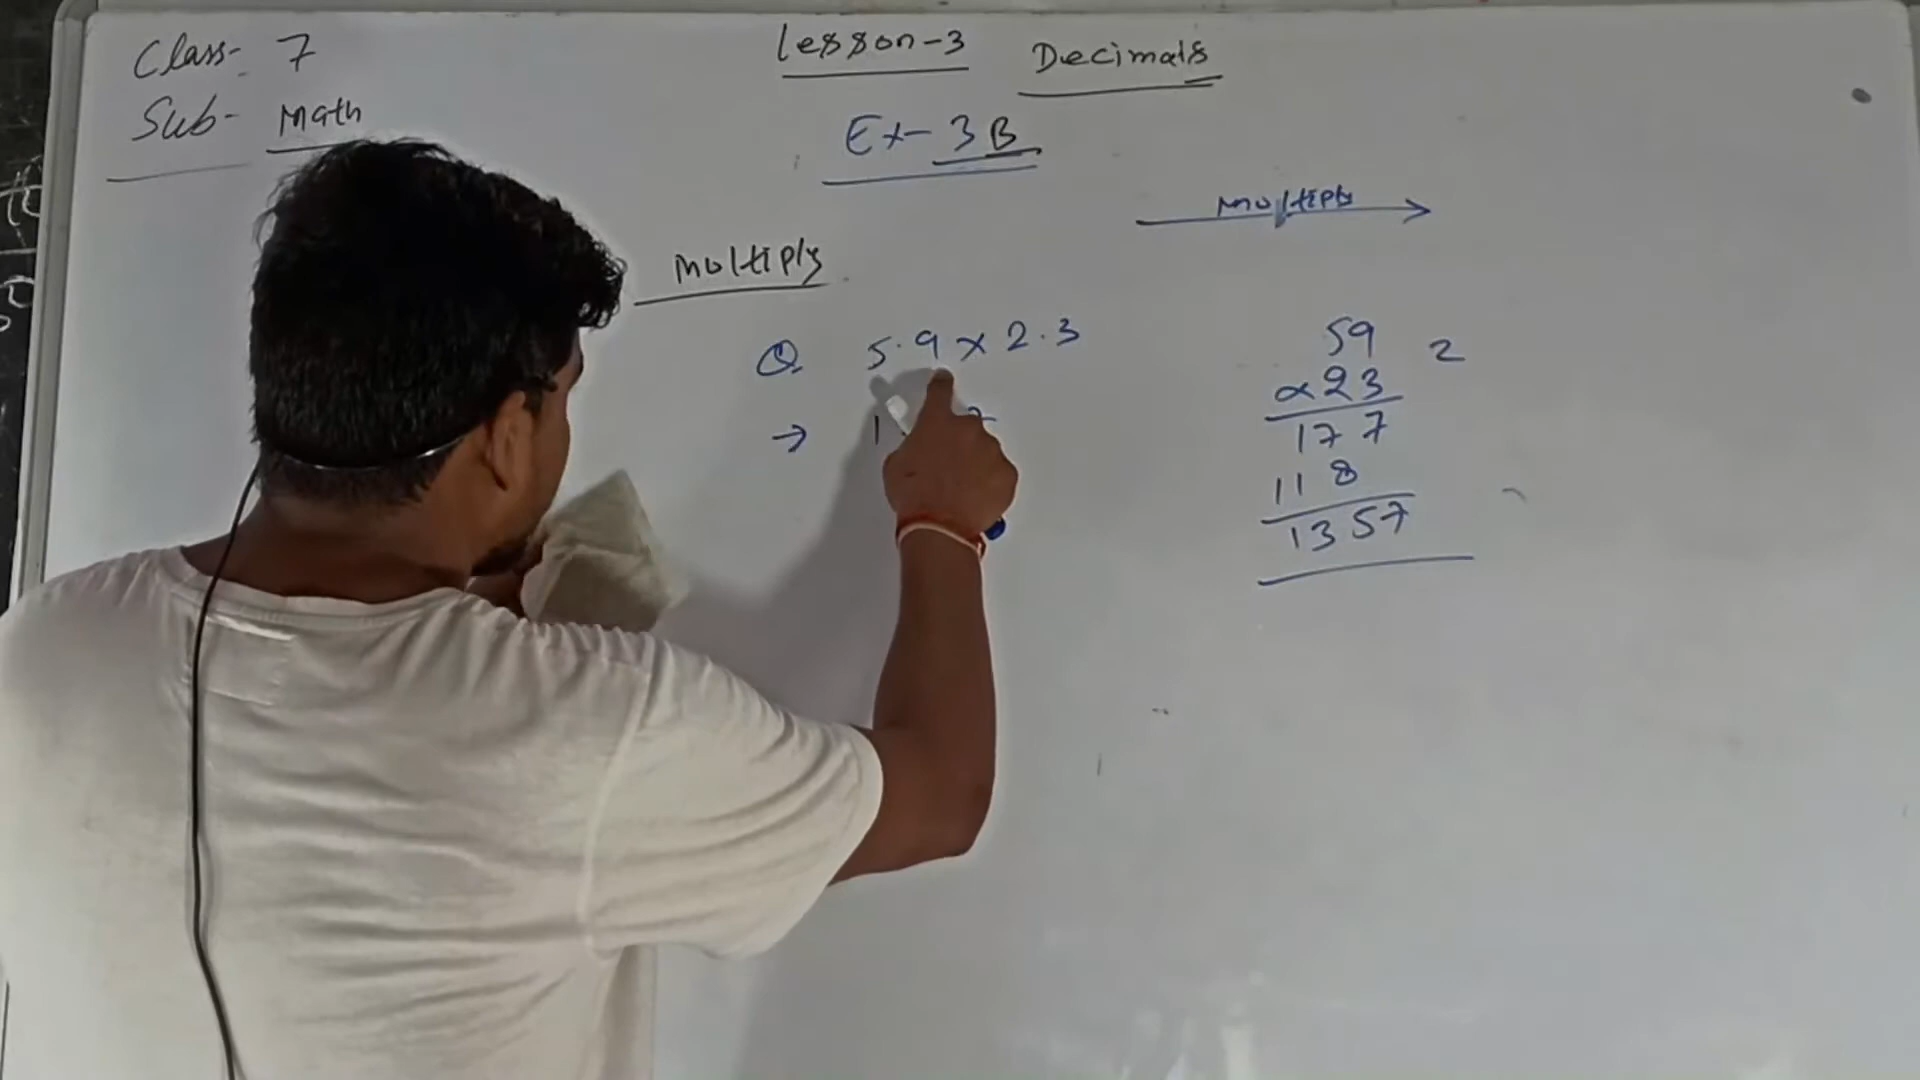 Class- 7
Sub- Math
Lesson-3 Decimals
Ex- 3B
Multiply
Multiply
Q. 5.9 x 2.3
→
59 2
x23
177
118
1357